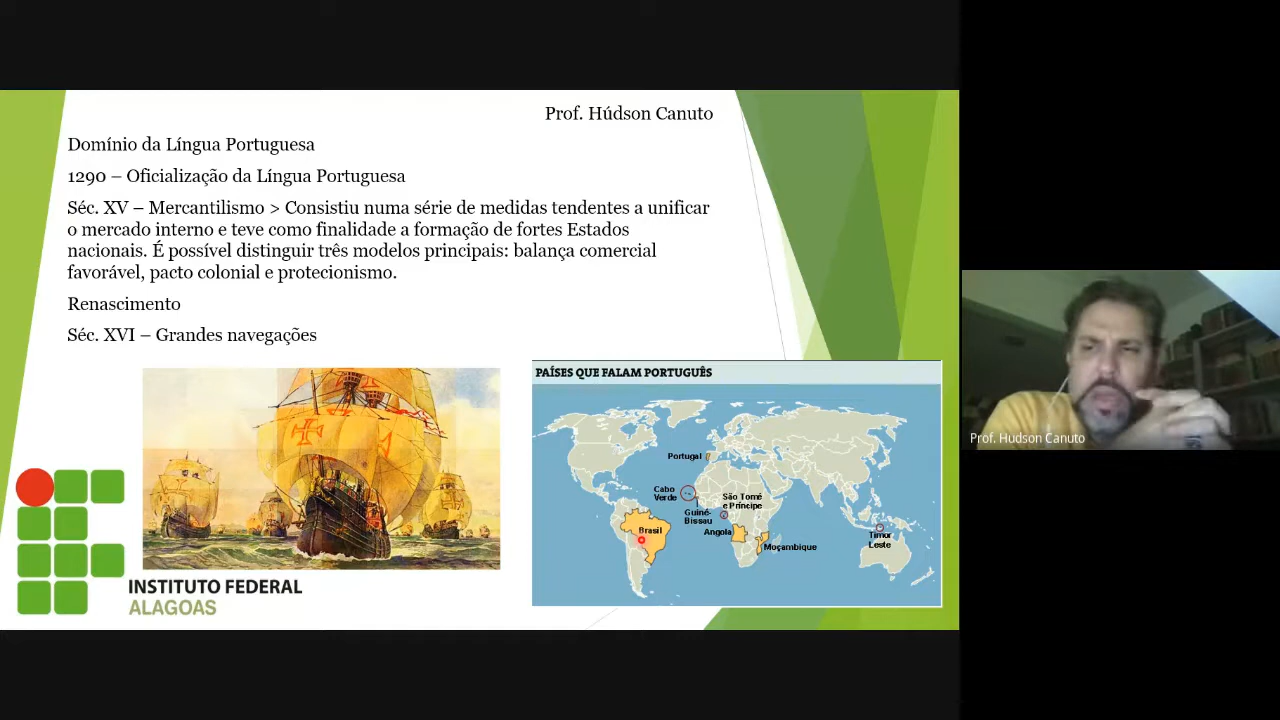 Prof. Húdson Canuto
Domínio da Língua Portuguesa
1290 – Oficialização da Língua Portuguesa
Séc. XV – Mercantilismo > Consistiu numa série de medidas tendentes a unificar
o mercado interno e teve como finalidade a formação de fortes Estados
nacionais. É possível distinguir três modelos principais: balança comercial
favorável, pacto colonial e protecionismo.
Renascimento
Séc. XVI – Grandes navegações
PAÍSES QUE FALAM PORTUGUÊS
Portugal
Cabo
Verde
São Tomé
e Príncipe
Guiné-
Bissau
Angola
Brasil
Moçambique
Timor
Leste
INSTITUTO FEDERAL
ALAGOAS
Prof. Hudson Canuto